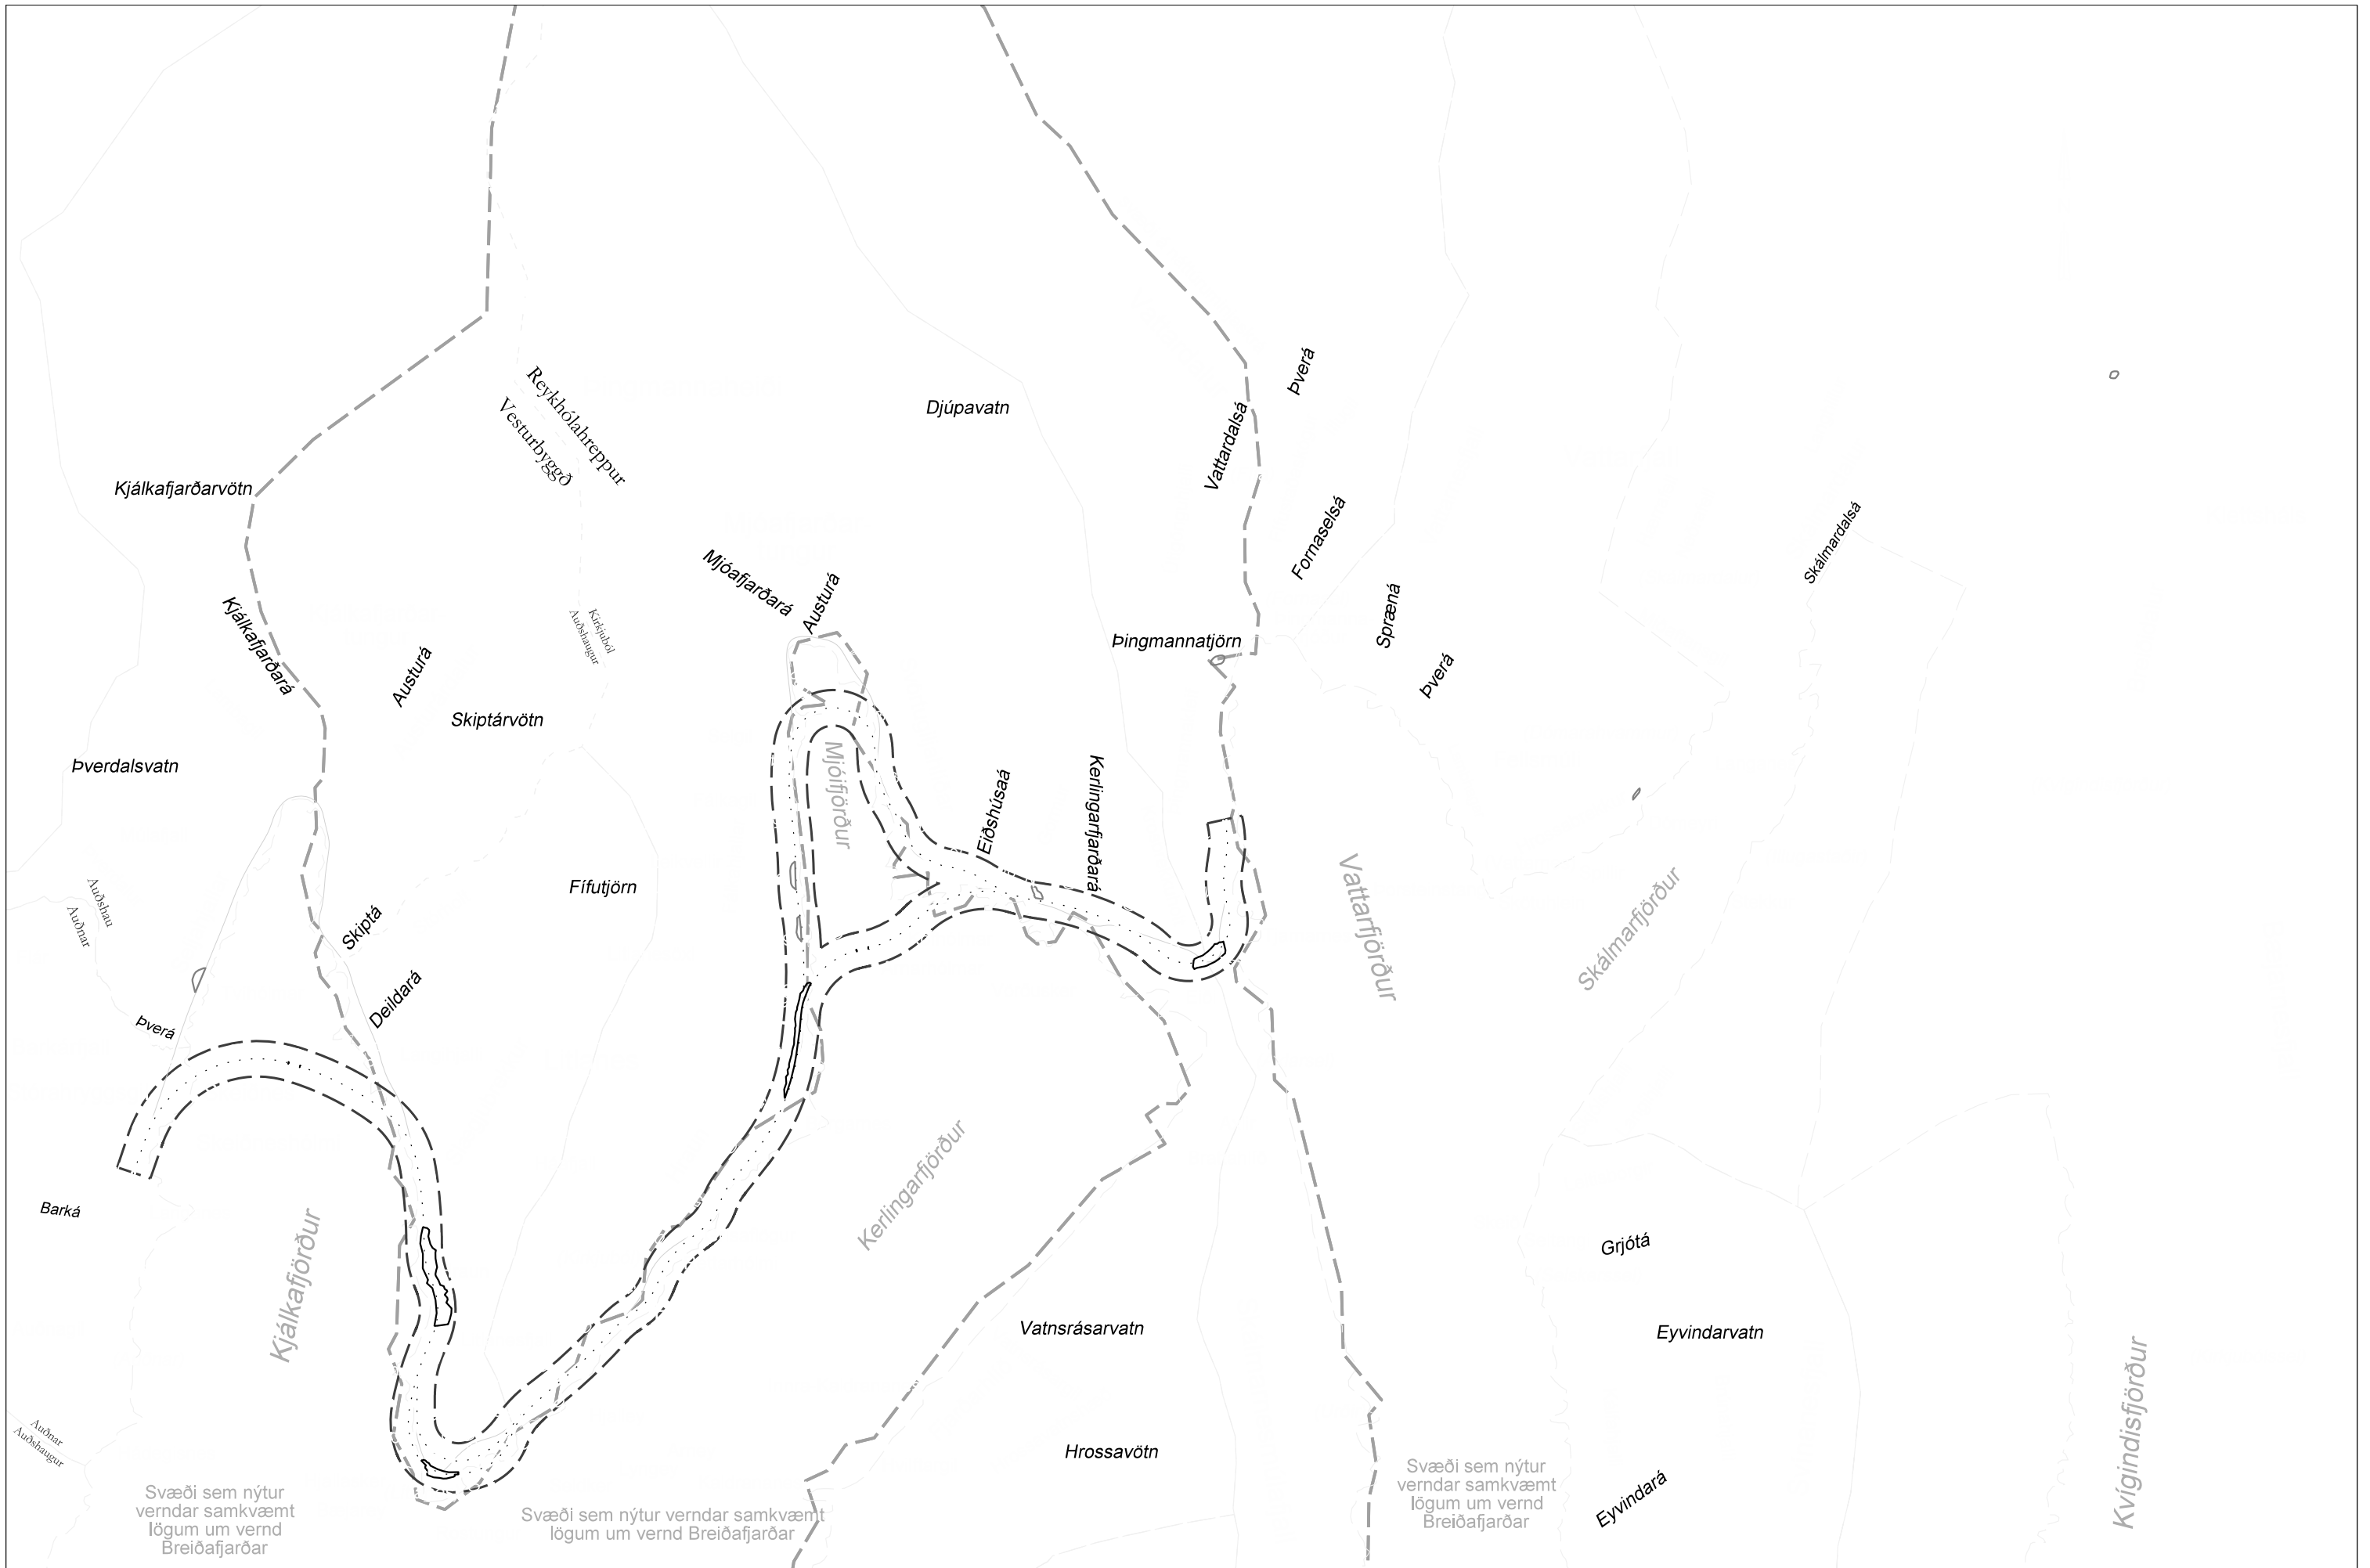 Þverá
Reykhólahreppur
Vesturbyggð
Djúpavatn
Vattardalsá
Kjálkafjarðarvötn
Fornaselsá
Skálmardalsá
Mjóafjarðará
Austurá
Kjálkafjarðará
Kirkjuból
Auðshaugur
Spræná
Þingmannatjörn
Austurá
Þverá
Skiptárvötn
Þverdalsvatn
Mjóifjörður
Eiðshúsaá
Kerlingarfjarðará
Fífutjörn
Auðshau
Auðnar
Skiptá
Vattarfjörður
Skálmarfjörður
Deildará
Þverá
Kerlingarfjörður
Barká
Kjálkafjörður
Grjótá
Vatnsrásarvatn
Eyvindarvatn
Kvígindisfjörður
Auðnar
Auðshaugur
Hrossavötn
Eyvindará
Svæði sem nýtur
verndar samkvæmt
lögum um vernd
Breiðafjarðar
Svæði sem nýtur verndar samkvæmt
lögum um vernd Breiðafjarðar
Svæði sem nýtur
verndar samkvæmt
lögum um vernd
Breiðafjarðar